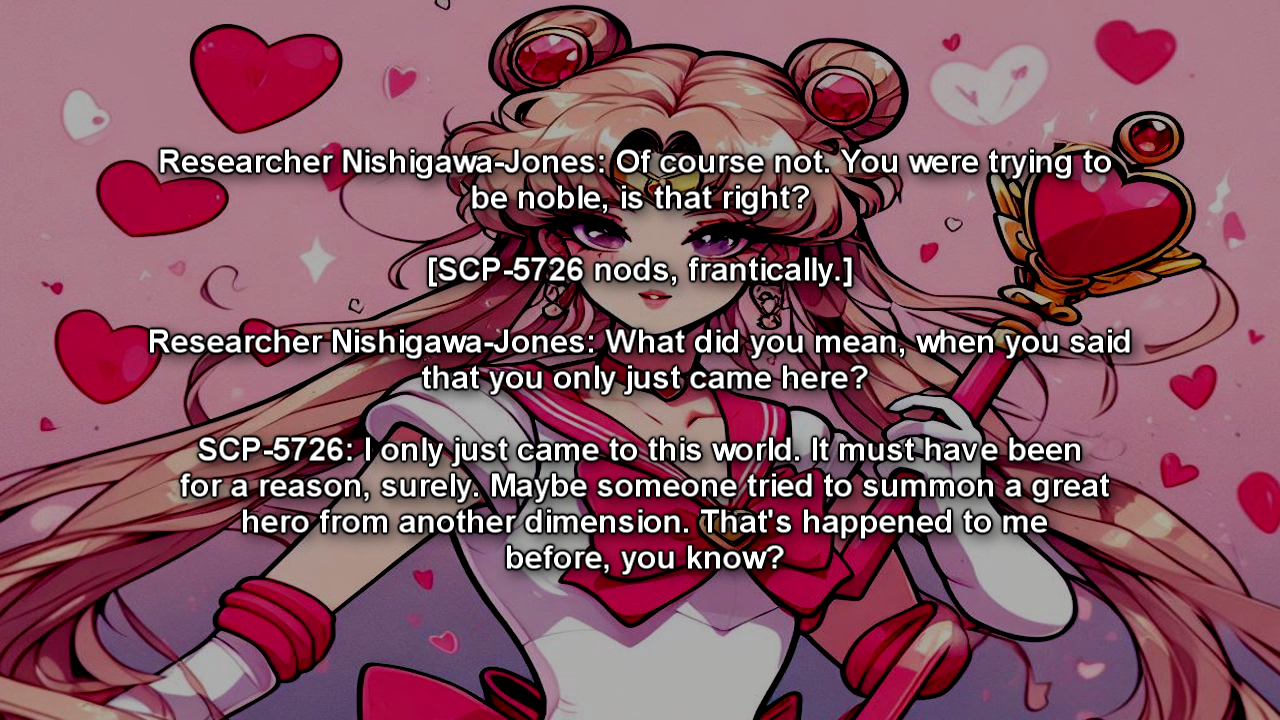 Researcher Nishigawa-Jones: Of course not. You were trying to
be noble, is that right?
[SCP-5726 nods, frantically.]
Researcher Nishigawa-Jones: What did you mean, when you said
that you only just came here?
SCP-5726: I only just came to this world. It must have been
for a reason, surely. Maybe someone tried to summon a great
hero from another dimension. That's happened to me
before, you know?